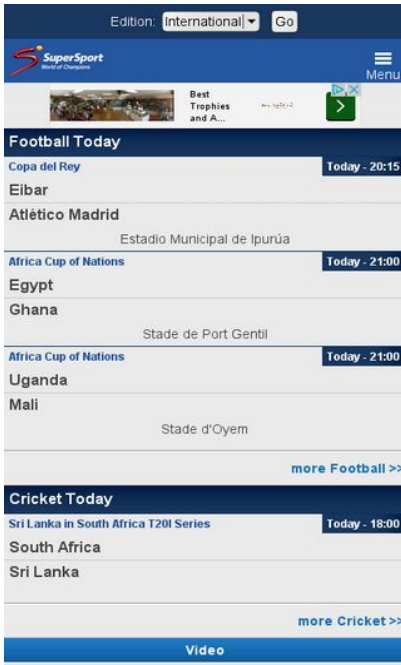 Edition: International Go
SuperSport
World of Champions
Menu
Best
Trophies
and A...
Football Today
Copa del Rey Today - 20:15
Eibar
Atlético Madrid
Estadio Municipal de Ipurúa
Africa Cup of Nations Today - 21:00
Egypt
Ghana
Stade de Port Gentil
Africa Cup of Nations Today - 21:00
Uganda
Mali
Stade d'Oyem
more Football >>
Cricket Today
Sri Lanka in South Africa T20I Series Today - 18:00
South Africa
Sri Lanka
more Cricket >>
Video